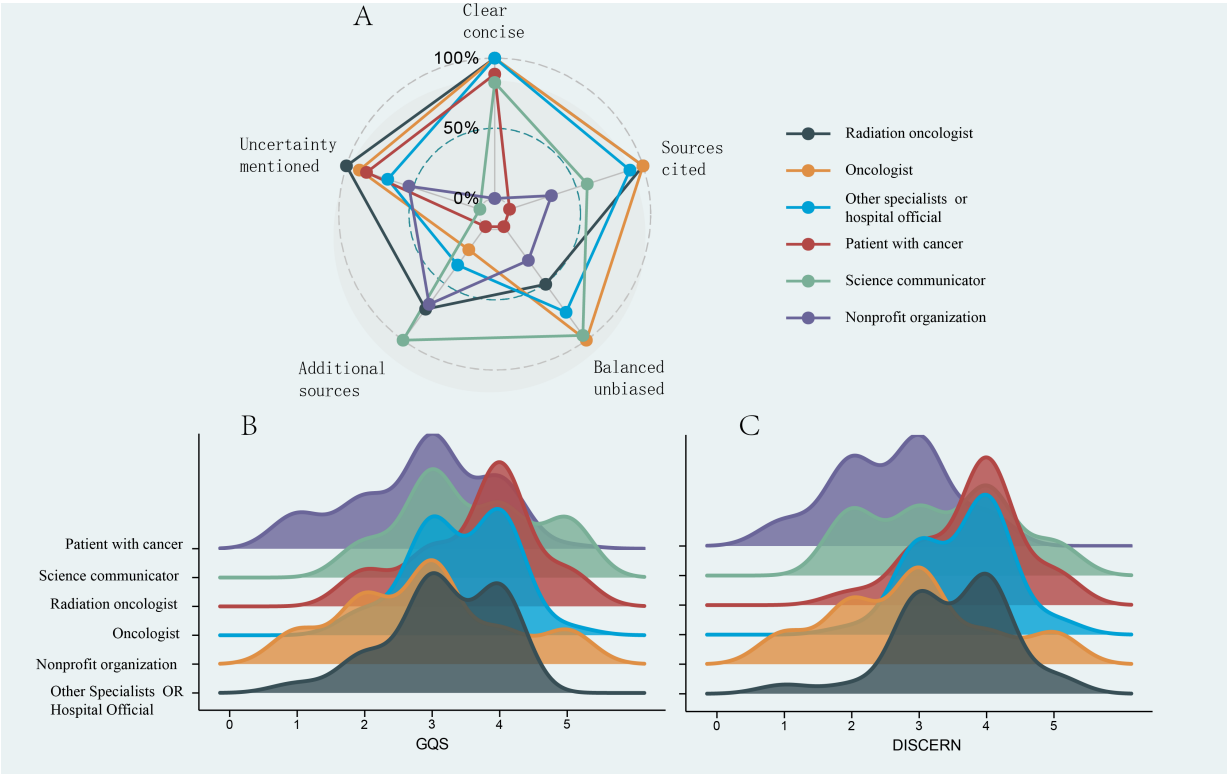 A
Clear
concise
100%
50%
0%
Uncertainty
mentioned
Sources
cited
Additional
sources
Balanced
unbiased
Radiation oncologist
Oncologist
Other specialists or
hospital official
Patient with cancer
Science communicator
Nonprofit organization
B
Patient with cancer
Science communicator
Radiation oncologist
Oncologist
Nonprofit organization
Other Specialists OR
Hospital Official
0 1 2 3 4 5
GQS
C
0 1 2 3 4 5
DISCERN